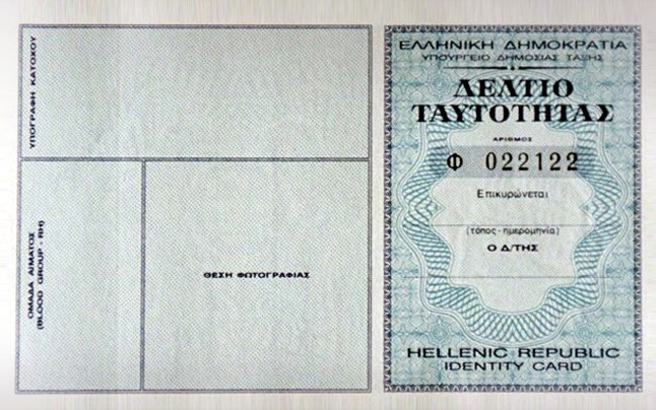 ΥΠΟΓΡΑΦΗ ΚΑΤΟΧΟΥ
ΟΜΑΔΑ ΑΙΜΑΤΟΣ
(BLOOD GROUP - RH)
ΘΕΣΗ ΦΩΤΟΓΡΑΦΙΑΣ
ΕΛΛΗΝΙΚΗ ΔΗΜΟΚΡΑΤΙΑ
ΥΠΟΥΡΓΕΙΟ ΔΗΜΟΣΙΑΣ ΤΑΞΗΣ
ΔΕΛΤΙΟ
ΤΑΥΤΟΤΗΤΑΣ
ΑΡΙΘΜΟΣ
Φ 022122
Επικυρώνεται
(τόπος - ημερομηνία)
Ο Δ/ΤΗΣ
HELLENIC REPUBLIC
IDENTITY CARD